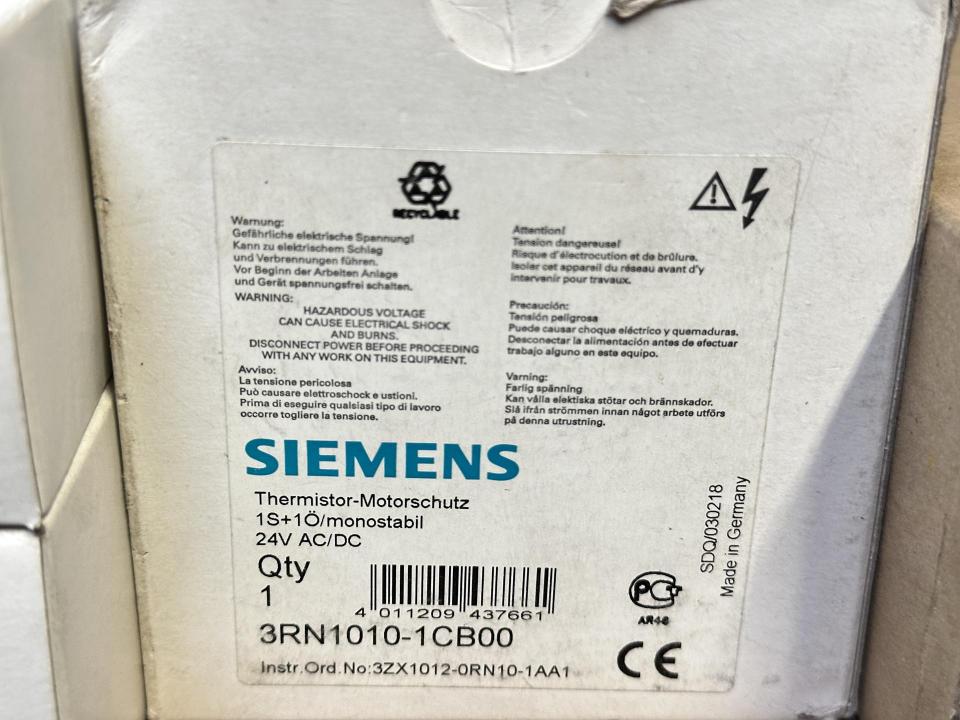 RECYCLABLE
Warnung:
Gefährliche elektrische Spannung!
Kann zu elektrischem Schlag
und Verbrennungen führen.
Vor Beginn der Arbeiten Anlage
und Gerät spannungsfrei schalten.
WARNING:
HAZARDOUS VOLTAGE
CAN CAUSE ELECTRICAL SHOCK
AND BURNS.
DISCONNECT POWER BEFORE PROCEEDING
WITH ANY WORK ON THIS EQUIPMENT.
Avviso:
La tensione pericolosa
Può causare elettroshock e ustioni.
Prima di eseguire qualsiasi tipo di lavoro
occorre togliere la tensione.
Attention!
Tension dangereuse!
Risque d'électrocution et de brûlure.
Isoler cet appareil du réseau avant d'y
intervenir pour travaux.
Precaución:
Tensión peligrosa
Puede causar choque eléctrico y quemaduras.
Desconectar la alimentación antes de efectuar
trabajo alguno en este equipo.
Varning:
Farlig spänning
Kan vålla elektiska stötar och brännskador.
Slå ifrån strömmen innan något arbete utförs
på denna utrustning.
SIEMENS
Thermistor-Motorschutz
1S+1Ö/monostabil
24V AC/DC
Qty
1
4 011209 437661
3RN1010-1CB00
Instr.Ord.No:3ZX1012-0RN10-1AA1
SDQ/030218
Made in Germany
РСТ
АЯ46
CE